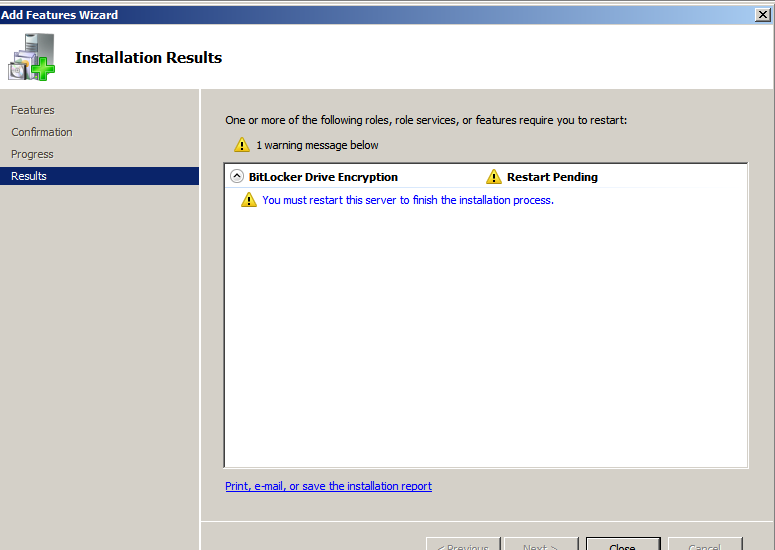 Add Features Wizard
Installation Results
Features
Confirmation
Progress
Results
One or more of the following roles, role services, or features require you to restart:
1 warning message below
BitLocker Drive Encryption Restart Pending
You must restart this server to finish the installation process.
Print, e-mail, or save the installation report
< Previous Next > Close Cancel